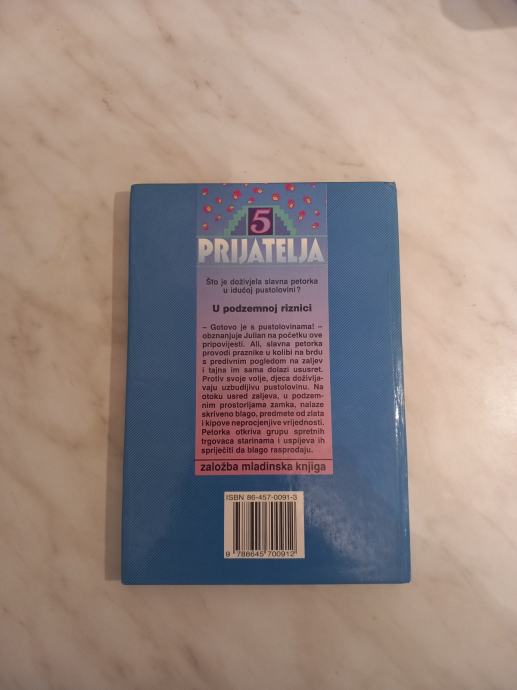 5
PRIJATELJA
Što je doživjela slavna petorka
u idućoj pustolovini?
U podzemnoj riznici
– Gotovo je s pustolovinama! –
obznanjuje Julian na početku ove
pripovijesti. Ali, slavna petorka
provodi praznike u kolibi na brdu
s predivnim pogledom na zaljev
i tajna im sama dolazi ususret.
Protiv svoje volje, djeca doživlja-
vaju uzbudljivu pustolovinu. Na
otoku usred zaljeva, u podzem-
nim prostorijama zamka, nalaze
skriveno blago, predmete od zlata
i kipove neprocjenjive vrijednosti.
Petorka otkriva grupu spretnih
trgovaca starinama i uspijeva ih
spriječiti da blago rasprodaju.
založba mladinska knjiga
ISBN 86-457-0091-3
9 788645 700912